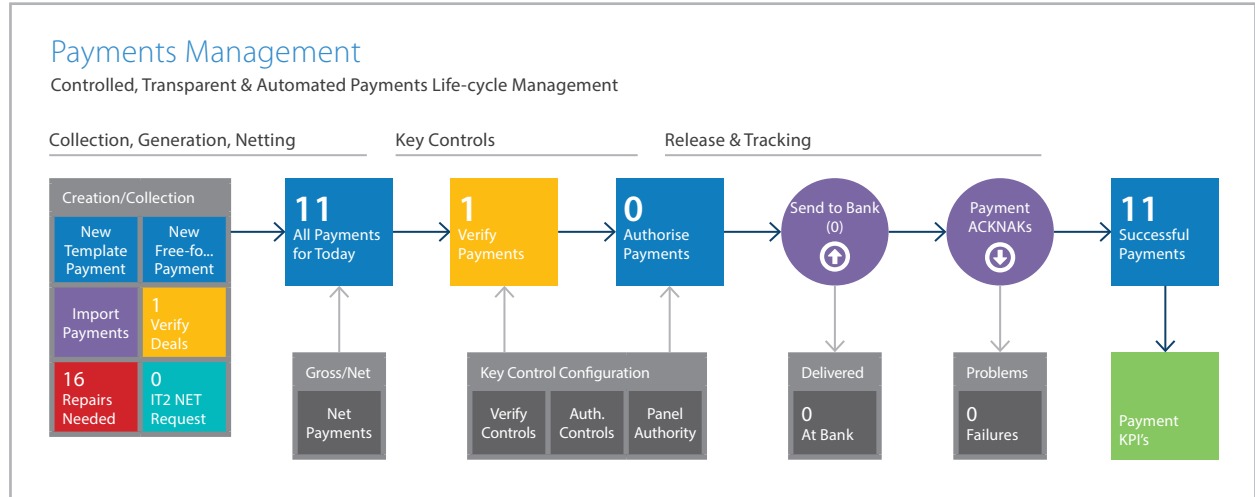 Payments Management
Controlled, Transparent & Automated Payments Life-cycle Management
Collection, Generation, Netting
Key Controls
Release & Tracking
Creation/Collection
New
Template
Payment
New
Free-fo...
Payment
Import
Payments
1
Verify
Deals
16
Repairs
Needed
0
IT2 NET
Request
11
All Payments
for Today
1
Verify
Payments
0
Authorise
Payments
Send to Bank
(0)
Payment
ACKNAKs
11
Successful
Payments
Gross/Net
Net
Payments
Key Control Configuration
Verify
Controls
Auth.
Controls
Panel
Authority
Delivered
0
At Bank
Problems
0
Failures
Payment
KPI's